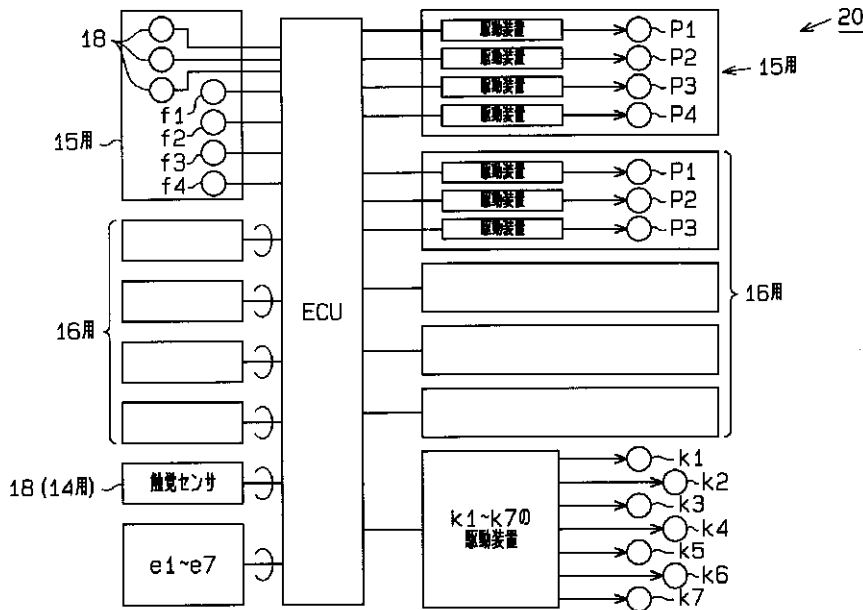 20
18
f1
f2
f3
f4
15用
駆動装置
P1
駆動装置
P2
駆動装置
P3
駆動装置
P4
15用
駆動装置
P1
駆動装置
P2
駆動装置
P3
16用
16用
ECU
18(14用)
触覚センサ
e1~e7
k1~k7の
駆動装置
k1
k2
k3
k4
k5
k6
k7